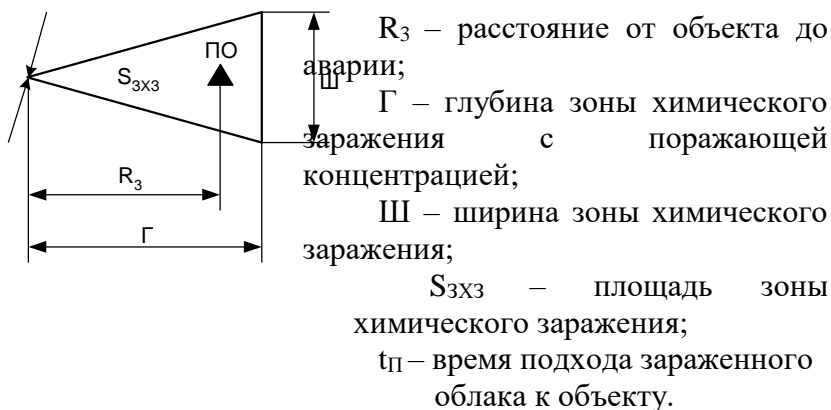 ПО
S₃ₓ₃
Ш
R₃
Г
R₃ – расстояние от объекта до
аварии;
Г – глубина зоны химического
заражения с поражающей
концентрацией;
Ш – ширина зоны химического
заражения;
SЗХЗ – площадь зоны
химического заражения;
tП – время подхода зараженного
облака к объекту.